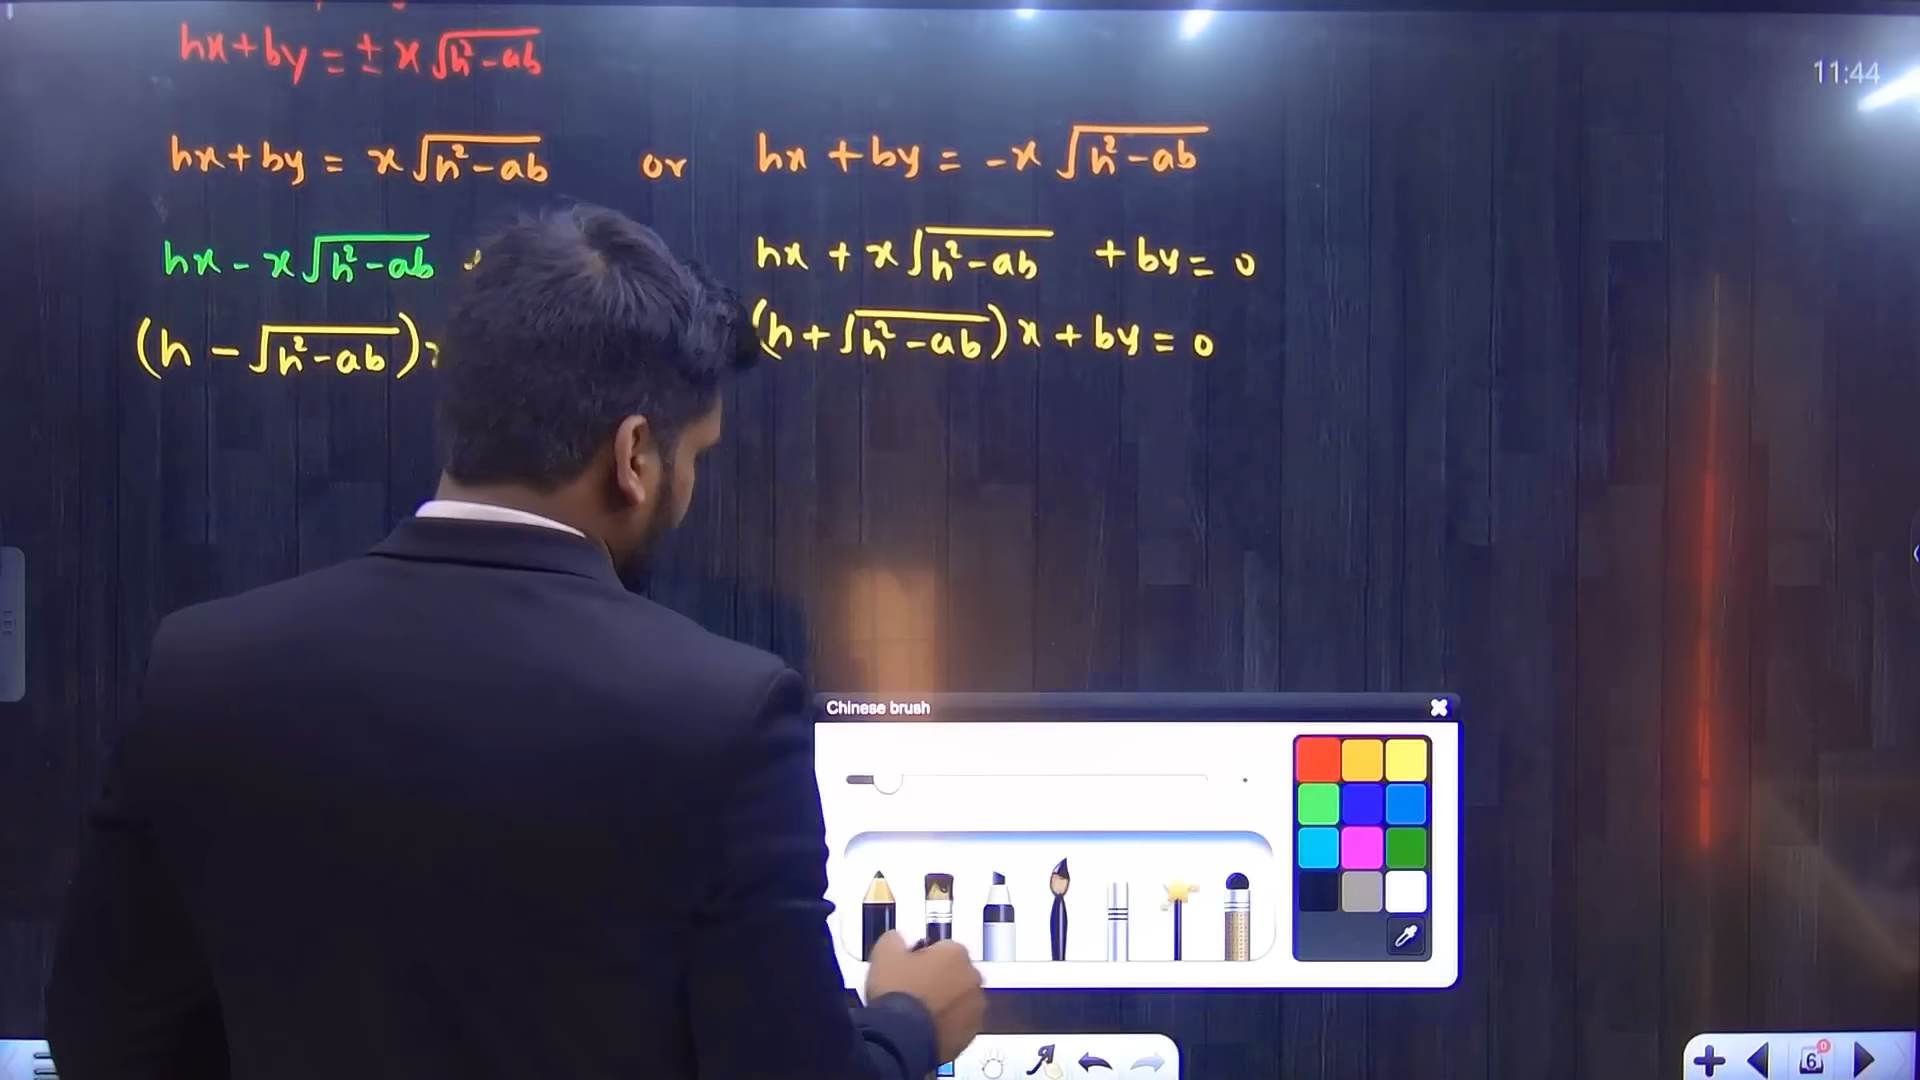 hx + by = ± x √(h² - ab)
11:44
hx + by = x √(h² - ab) or hx + by = -x √(h² - ab)
hx - x √(h² - ab) hx + x √(h² - ab) + by = 0
(h - √(h² - ab)) (h + √(h² - ab)) x + by = 0
Chinese brush
6
0